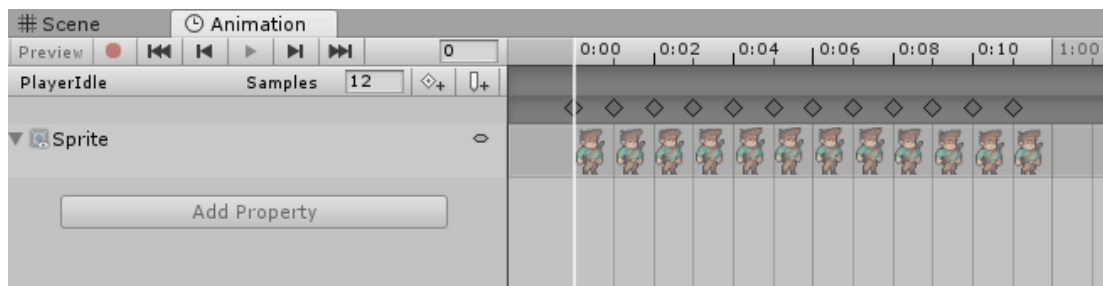 Scene Animation
Preview 0 0:00 0:02 0:04 0:06 0:08 0:10 1:00
PlayerIdle Samples 12
Sprite
Add Property